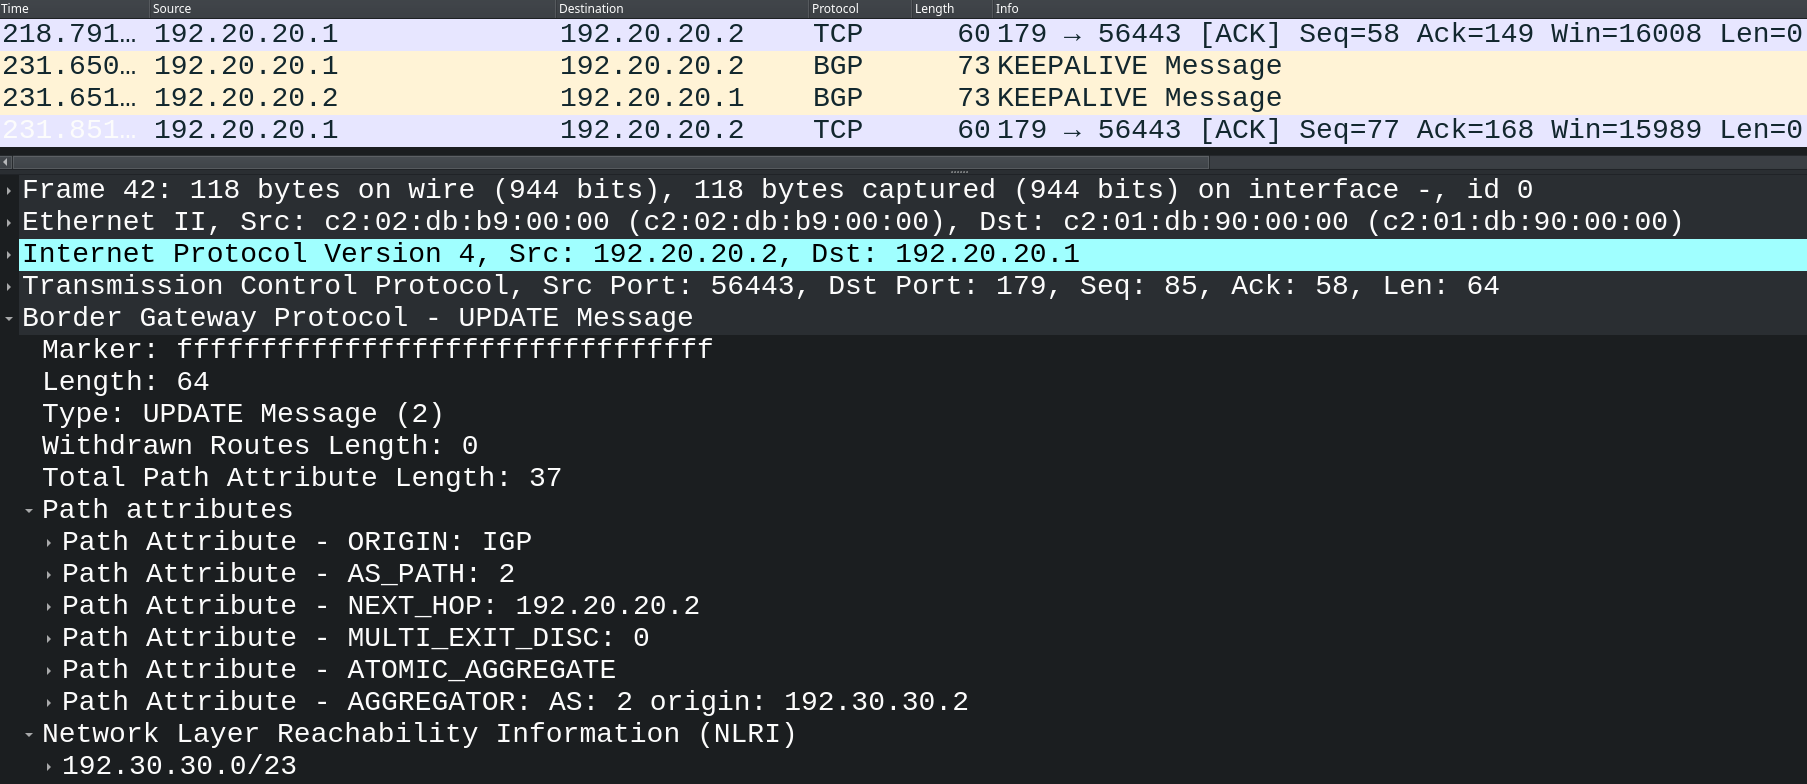 Time Source Destination Protocol Length Info
218.791… 192.20.20.1 192.20.20.2 TCP 60 179 → 56443 [ACK] Seq=58 Ack=149 Win=16008 Len=0
231.650… 192.20.20.1 192.20.20.2 BGP 73 KEEPALIVE Message
231.651… 192.20.20.2 192.20.20.1 BGP 73 KEEPALIVE Message
231.851… 192.20.20.1 192.20.20.2 TCP 60 179 → 56443 [ACK] Seq=77 Ack=168 Win=15989 Len=0
Frame 42: 118 bytes on wire (944 bits), 118 bytes captured (944 bits) on interface -, id 0
Ethernet II, Src: c2:02:db:b9:00:00 (c2:02:db:b9:00:00), Dst: c2:01:db:90:00:00 (c2:01:db:90:00:00)
Internet Protocol Version 4, Src: 192.20.20.2, Dst: 192.20.20.1
Transmission Control Protocol, Src Port: 56443, Dst Port: 179, Seq: 85, Ack: 58, Len: 64
Border Gateway Protocol - UPDATE Message
Marker: ffffffffffffffffffffffffffffffff
Length: 64
Type: UPDATE Message (2)
Withdrawn Routes Length: 0
Total Path Attribute Length: 37
Path attributes
Path Attribute - ORIGIN: IGP
Path Attribute - AS_PATH: 2
Path Attribute - NEXT_HOP: 192.20.20.2
Path Attribute - MULTI_EXIT_DISC: 0
Path Attribute - ATOMIC_AGGREGATE
Path Attribute - AGGREGATOR: AS: 2 origin: 192.30.30.2
Network Layer Reachability Information (NLRI)
192.30.30.0/23